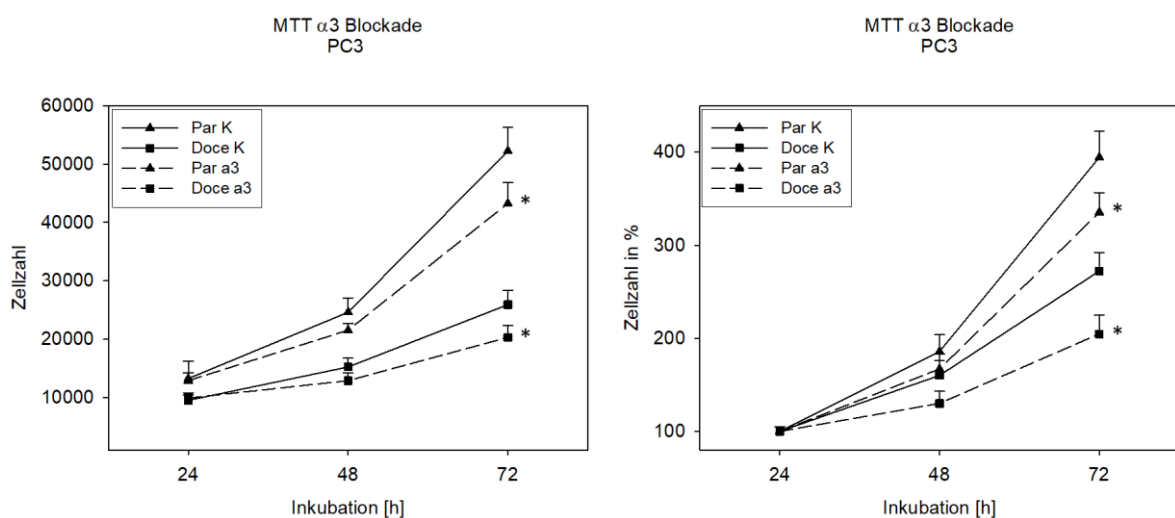 MTT α3 Blockade
PC3
60000
50000
40000
30000
20000
10000
Zellzahl
Par K
Doce K
Par a3
Doce a3
*
*
24
48
72
Inkubation [h]
MTT α3 Blockade
PC3
400
300
200
100
Zellzahl in %
Par K
Doce K
Par a3
Doce a3
*
*
24
48
72
Inkubation [h]